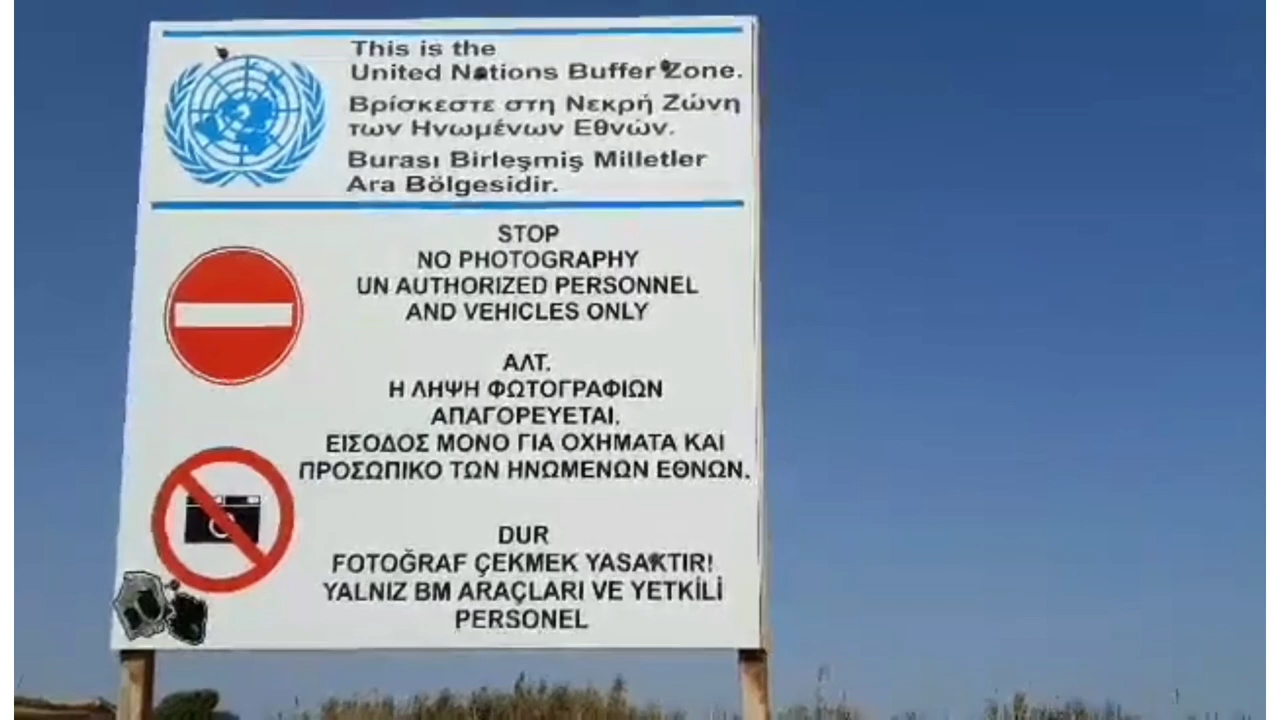 This is the
United Nations Buffer Zone.
Βρίσκεστε στη Νεκρή Ζώνη
των Ηνωμένων Εθνών.
Burası Birleşmiş Milletler
Ara Bölgesidir.
STOP
NO PHOTOGRAPHY
UN AUTHORIZED PERSONNEL
AND VEHICLES ONLY
ΑΛΤ.
Η ΛΗΨΗ ΦΩΤΟΓΡΑΦΙΩΝ
ΑΠΑΓΟΡΕΥΕΤΑΙ.
ΕΙΣΟΔΟΣ ΜΟΝΟ ΓΙΑ ΟΧΗΜΑΤΑ ΚΑΙ
ΠΡΟΣΩΠΙΚΟ ΤΩΝ ΗΝΩΜΕΝΩΝ ΕΘΝΩΝ.
DUR
FOTOĞRAF ÇEKMEK YASAKTIR!
YALNIZ BM ARAÇLARI VE YETKİLİ
PERSONEL